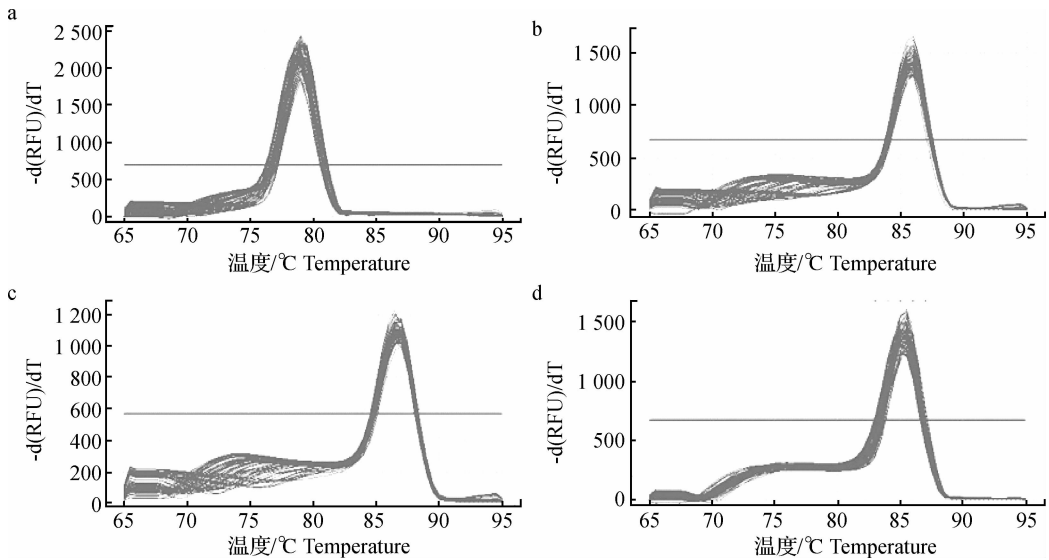 a
2 500
2 000
1 500
1 000
500
0
-d(RFU)/dT
65 70 75 80 85 90 95
温度/℃ Temperature
b
1 500
1 000
500
0
-d(RFU)/dT
65 70 75 80 85 90 95
温度/℃ Temperature
c
1 200
1 000
800
600
400
200
0
-d(RFU)/dT
65 70 75 80 85 90 95
温度/℃ Temperature
d
1 500
1 000
500
0
-d(RFU)/dT
65 70 75 80 85 90 95
温度/℃ Temperature